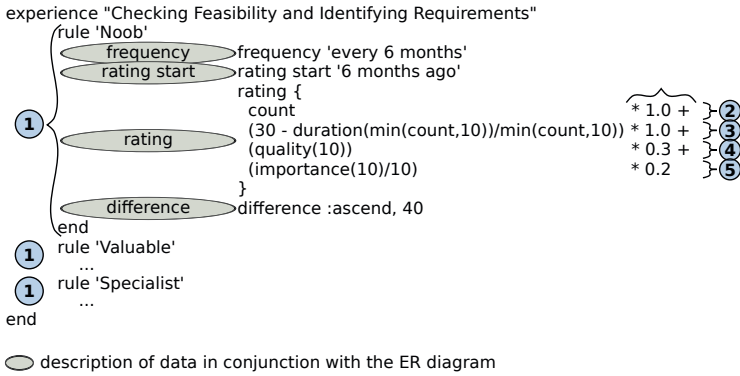 experience "Checking Feasibility and Identifying Requirements"
rule 'Noob'
frequency frequency 'every 6 months'
rating start rating start '6 months ago'
rating {
count * 1.0 + 2
1 rating (30 - duration(min(count,10))/min(count,10)) * 1.0 + 3
(quality(10)) * 0.3 + 4
(importance(10)/10) * 0.2 5
}
difference difference :ascend, 40
end
1 rule 'Valuable'
...
1 rule 'Specialist'
...
end
description of data in conjunction with the ER diagram